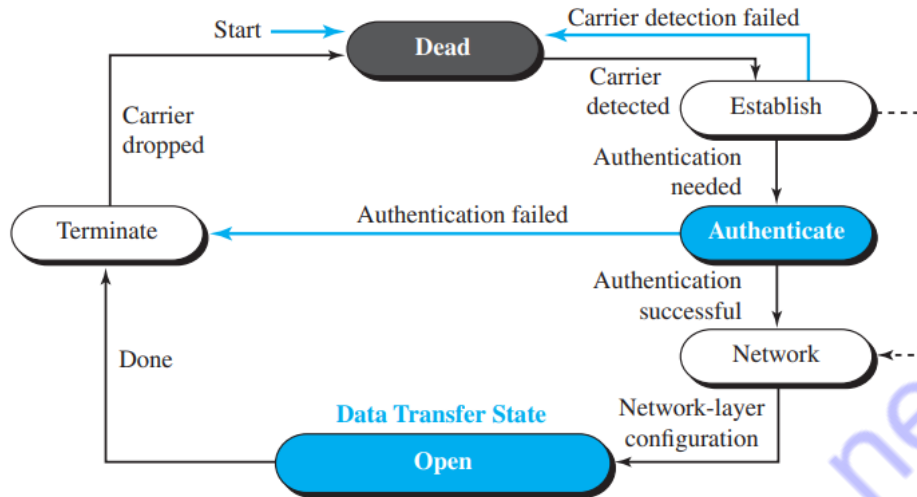 Start
Dead
Carrier detection failed
Carrier
detected
Establish
Carrier
dropped
Authentication
needed
Terminate
Authentication failed
Authenticate
Authentication
successful
Network
Done
Data Transfer State
Network-layer
configuration
Open
ne